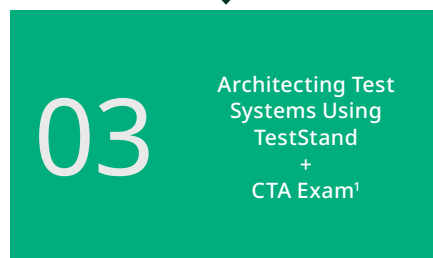 03
Architecting Test
Systems Using
TestStand
+
CTA Exam¹